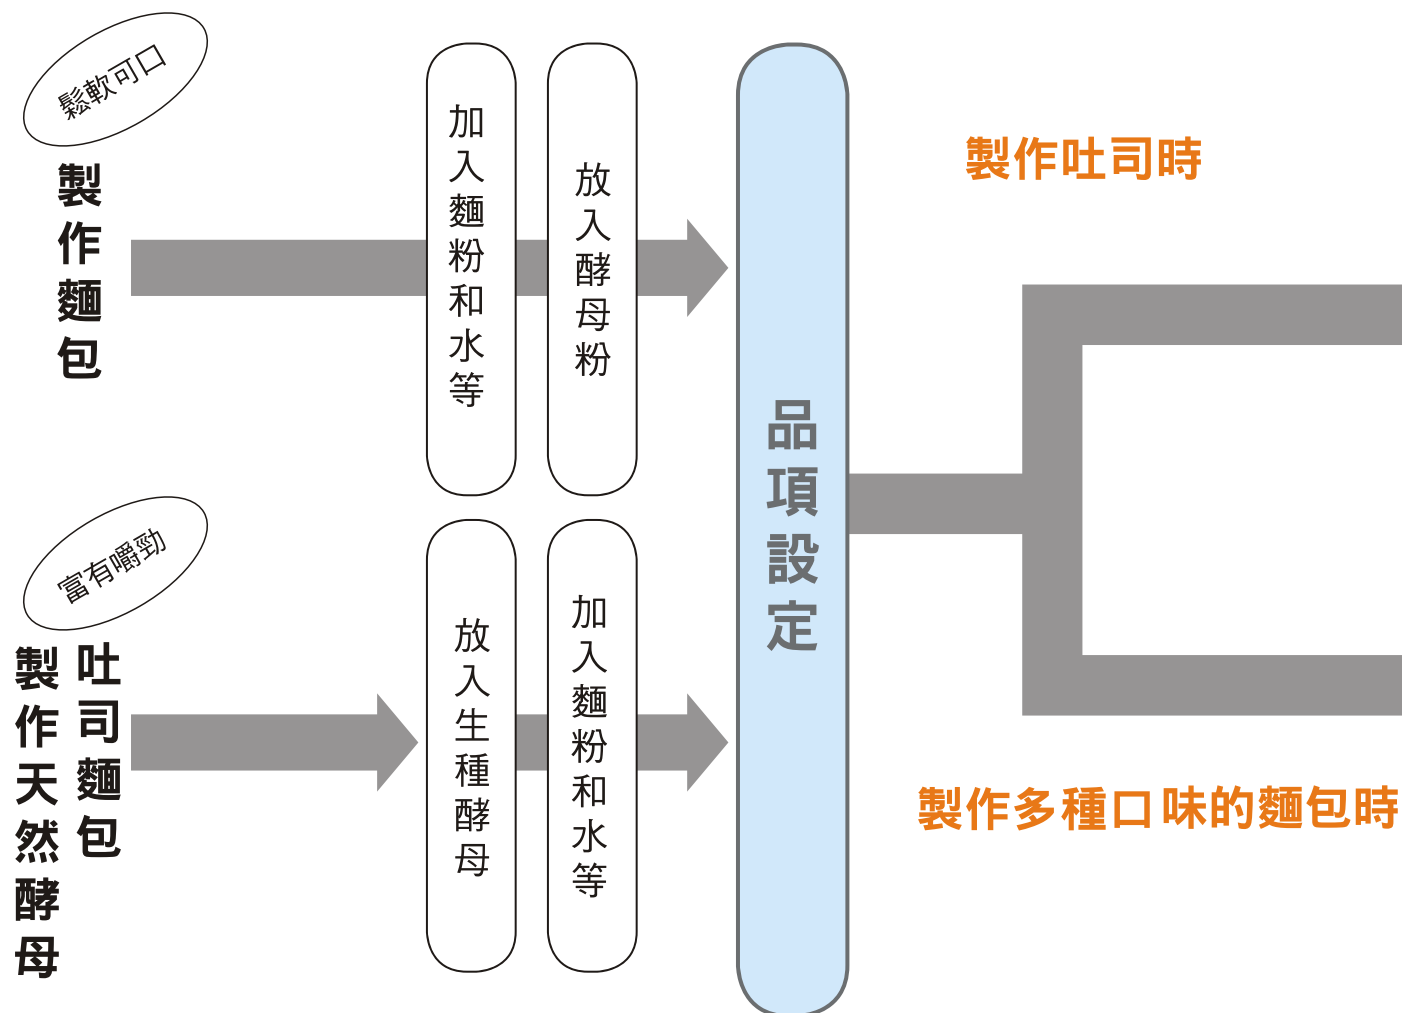 鬆軟可口
製作麵包
加入麵粉和水等
放入酵母粉
富有嚼勁
製作天然酵母
吐司麵包
放入生種酵母
加入麵粉和水等
品項設定
製作吐司時
製作多種口味的麵包時